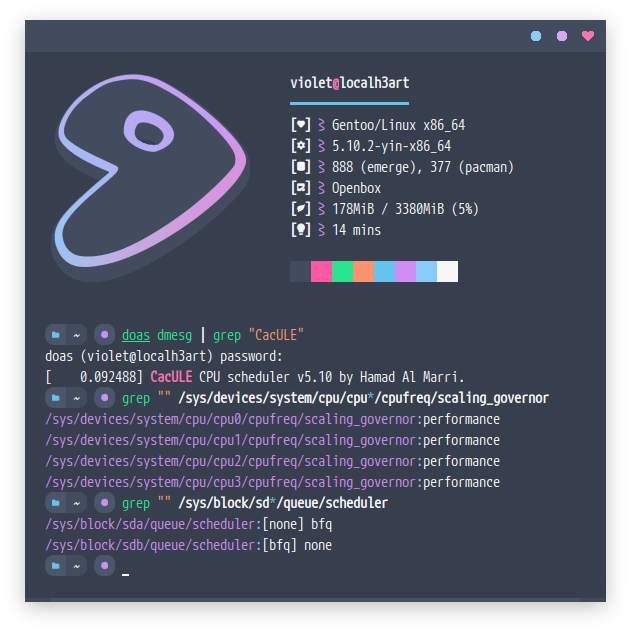 violet@localh3art
[♥] Gentoo/Linux x86_64
[] 5.10.2-yin-x86_64
[] 888 (emerge), 377 (pacman)
[] Openbox
[] 178MiB / 3380MiB (5%)
[] 14 mins
~ doas dmesg | grep "CacULE"
doas (violet@localh3art) password:
[    0.092488] CacULE CPU scheduler v5.10 by Hamad Al Marri.
~ grep "" /sys/devices/system/cpu/cpu*/cpufreq/scaling_governor
/sys/devices/system/cpu/cpu0/cpufreq/scaling_governor:performance
/sys/devices/system/cpu/cpu1/cpufreq/scaling_governor:performance
/sys/devices/system/cpu/cpu2/cpufreq/scaling_governor:performance
/sys/devices/system/cpu/cpu3/cpufreq/scaling_governor:performance
~ grep "" /sys/block/sd*/queue/scheduler
/sys/block/sda/queue/scheduler:[none] bfq
/sys/block/sdb/queue/scheduler:[bfq] none
~ _